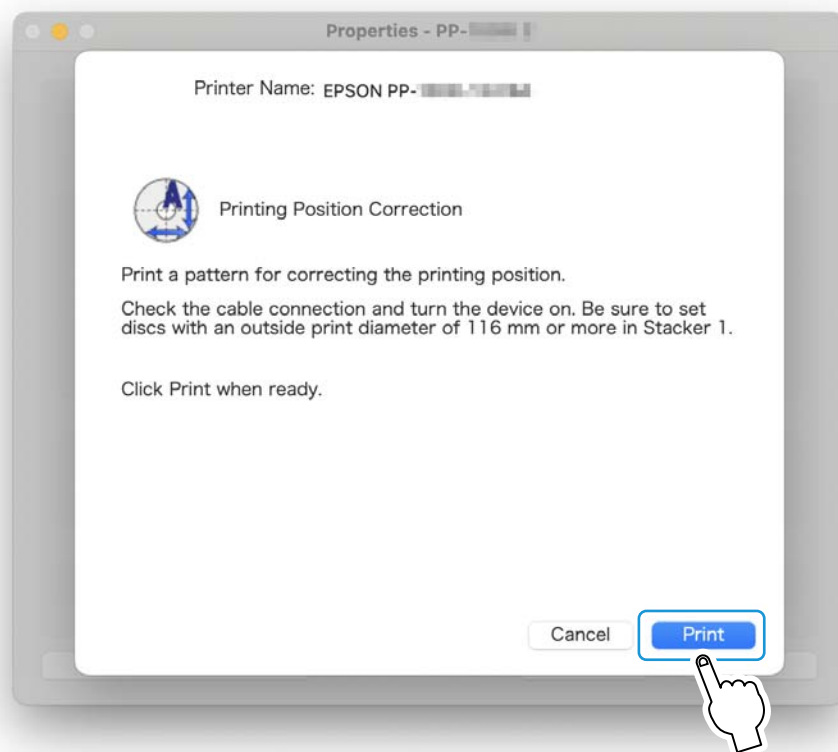 Properties - PP-
Printer Name: EPSON PP-
A
Printing Position Correction
Print a pattern for correcting the printing position.
Check the cable connection and turn the device on. Be sure to set
discs with an outside print diameter of 116 mm or more in Stacker 1.
Click Print when ready.
Cancel Print